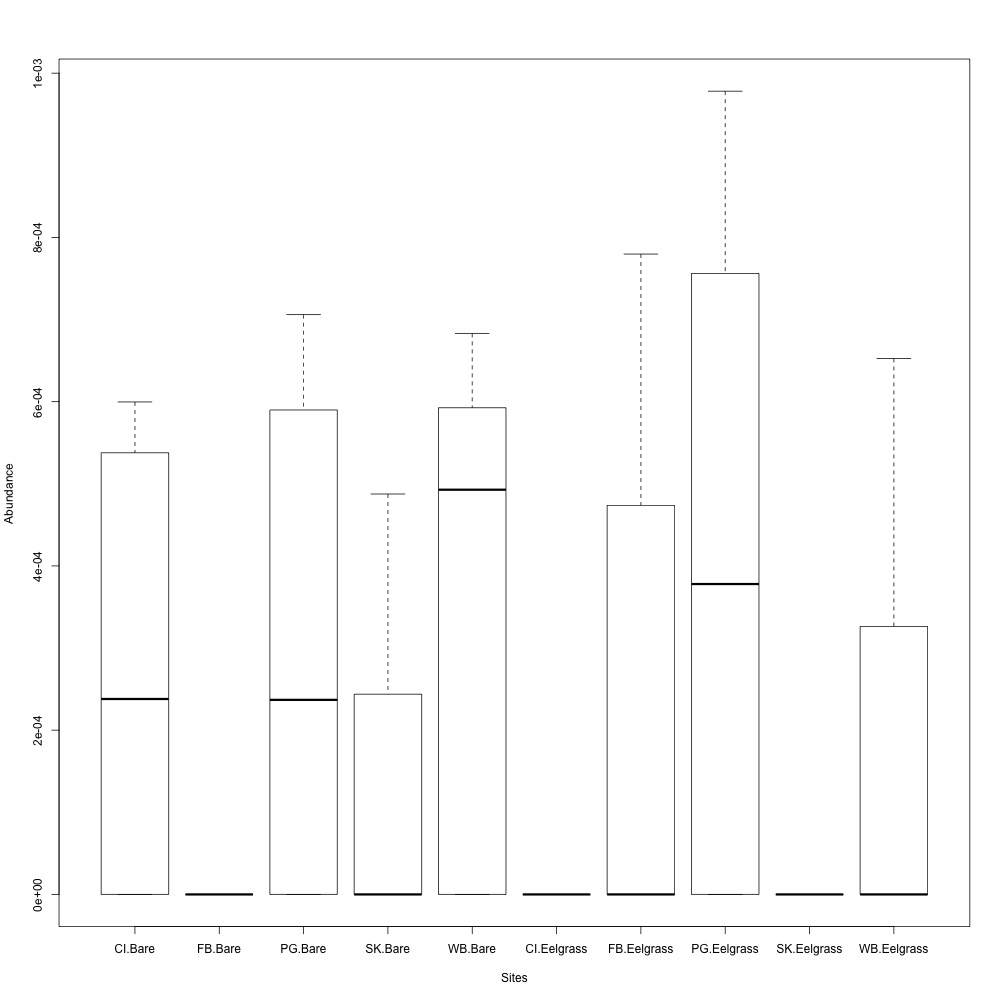 Abundance
1e-03
8e-04
6e-04
4e-04
2e-04
0e+00
CI.Bare FB.Bare PG.Bare SK.Bare WB.Bare CI.Eelgrass FB.Eelgrass PG.Eelgrass SK.Eelgrass WB.Eelgrass
Sites